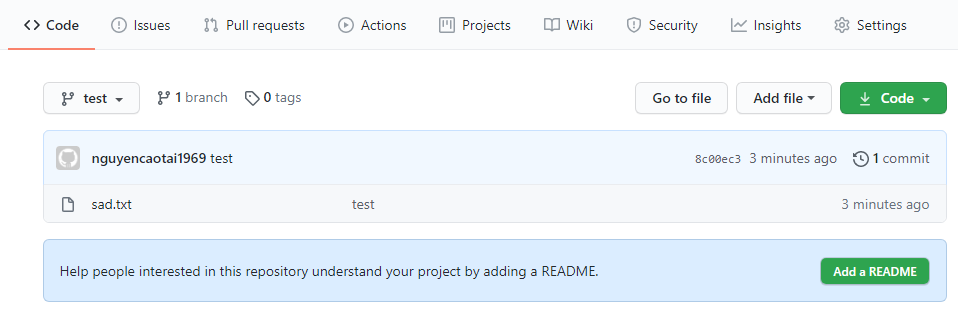 Code Issues Pull requests Actions Projects Wiki Security Insights Settings
test 1 branch 0 tags Go to file Add file Code
nguyencaotai1969 test 8c00ec3 3 minutes ago 1 commit
sad.txt test 3 minutes ago
Help people interested in this repository understand your project by adding a README. Add a README